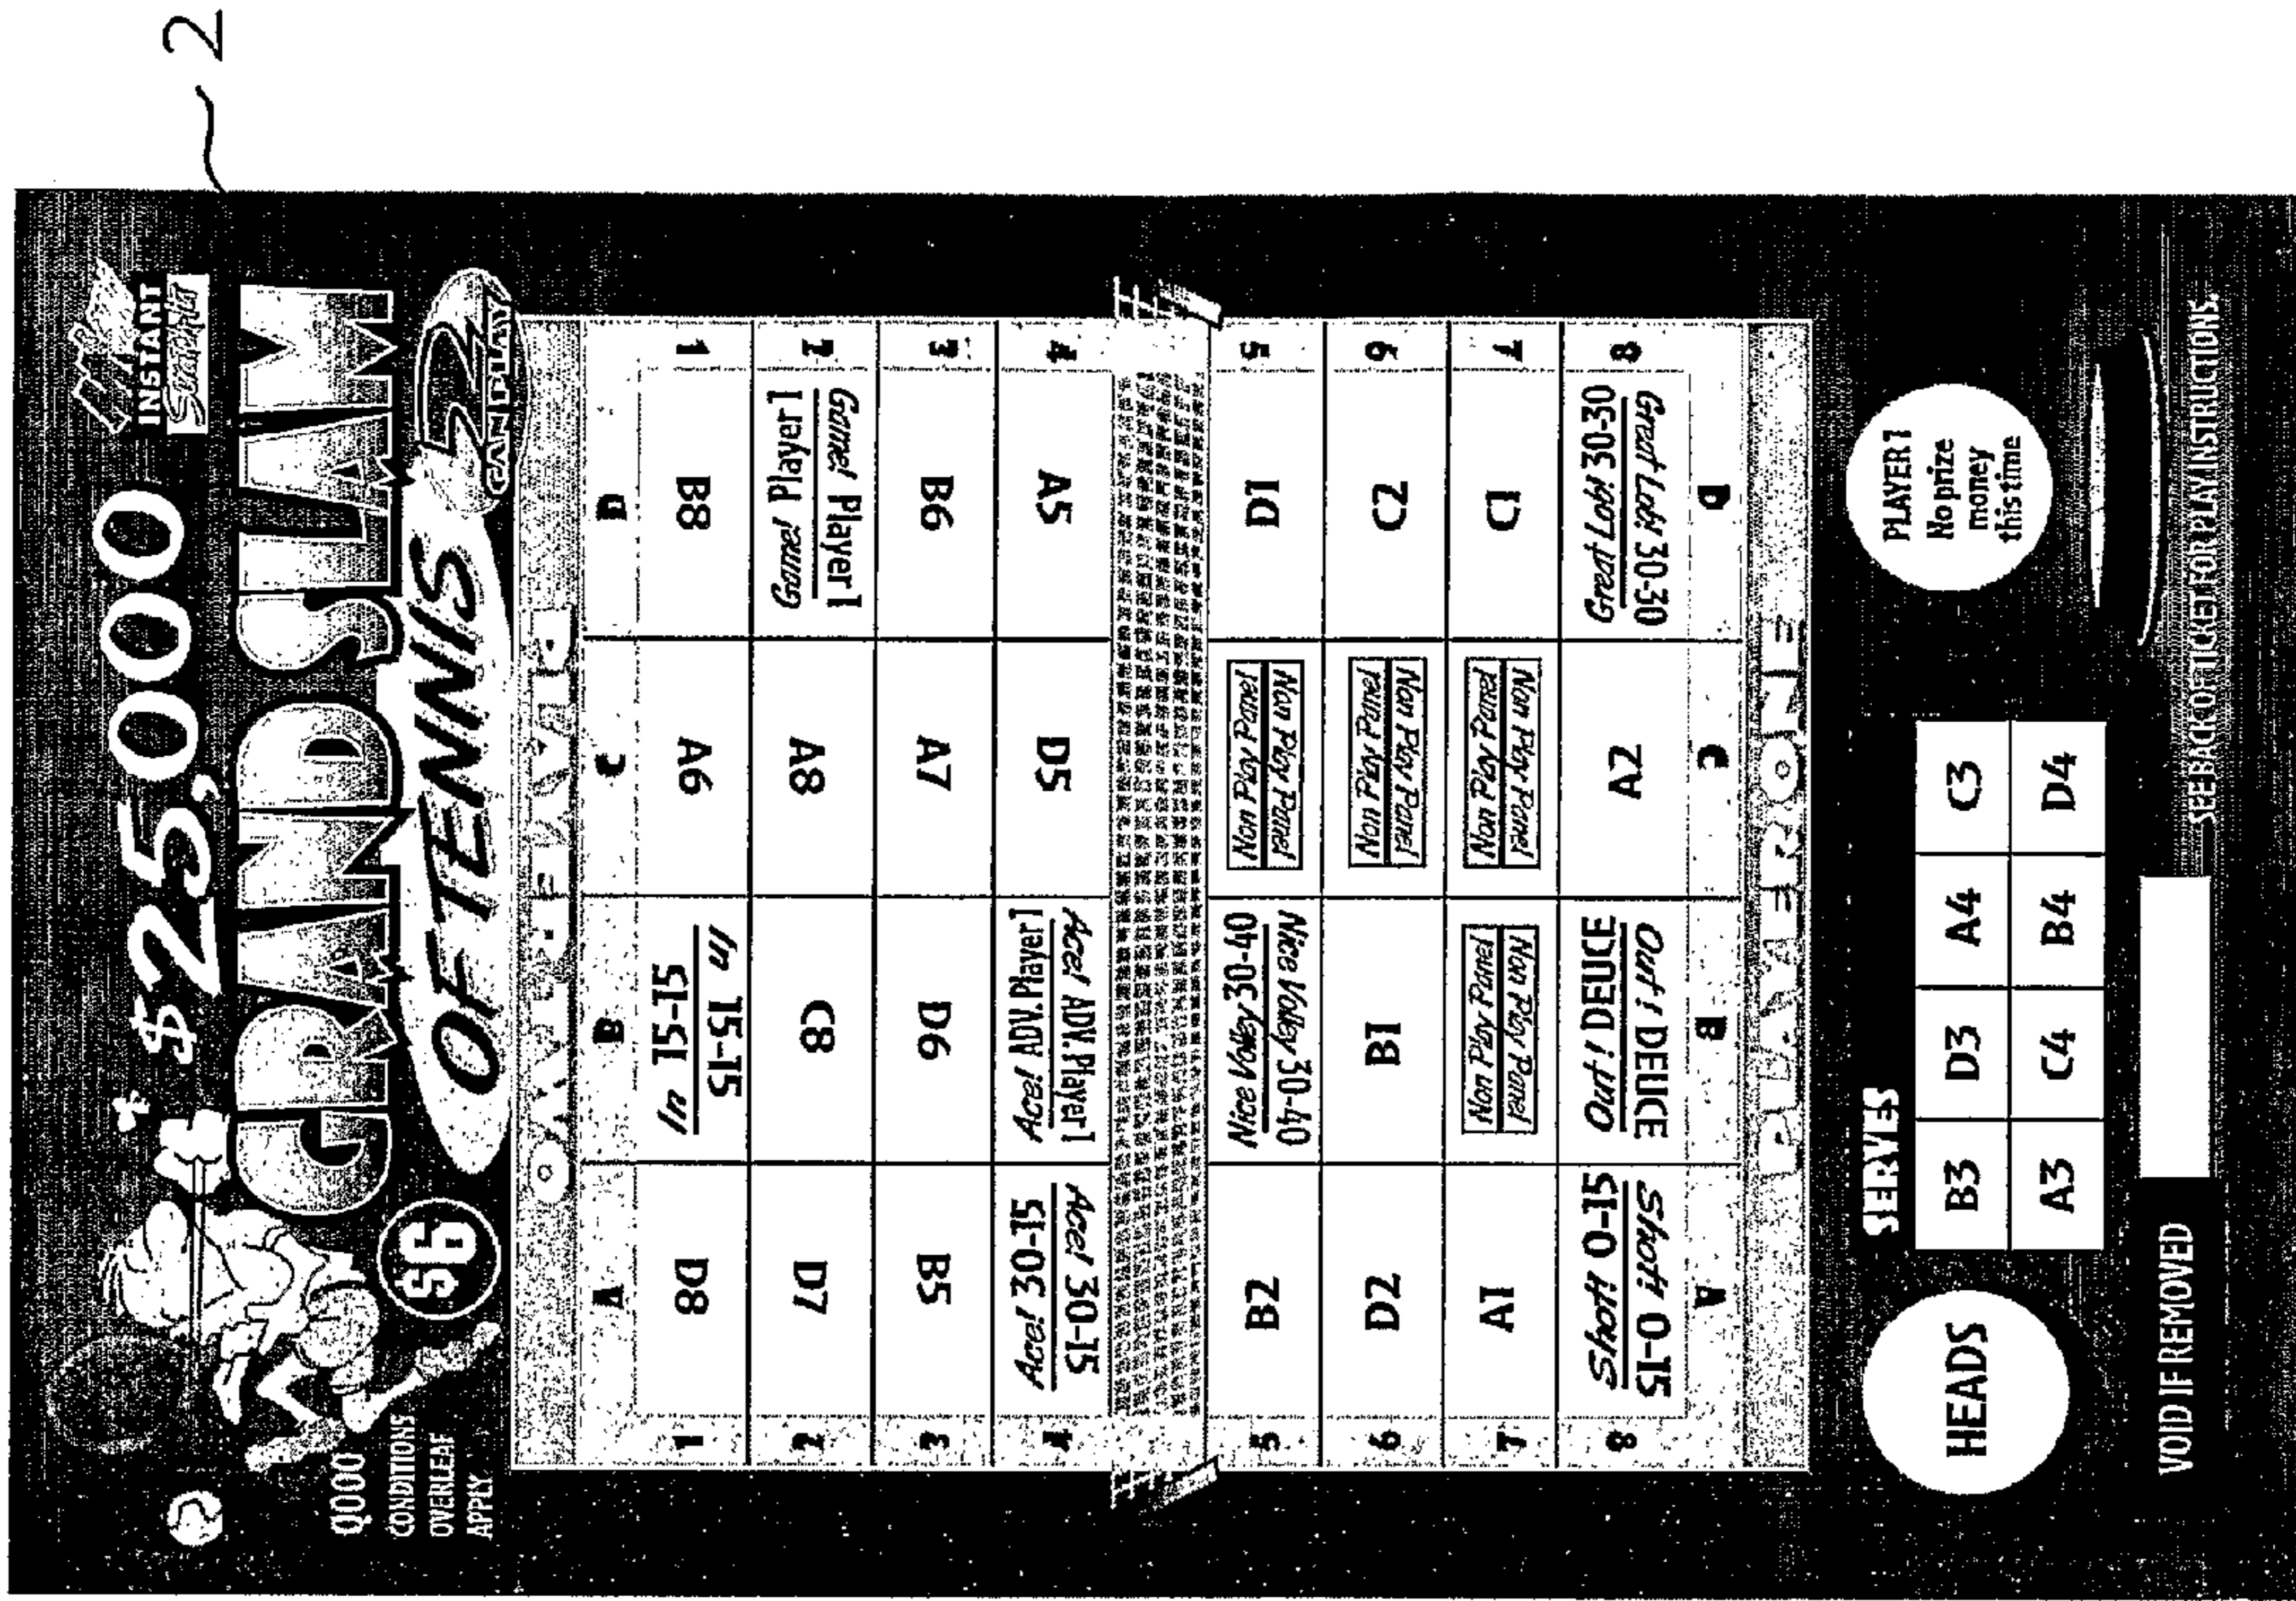 2
$25,000
INSTANT
Scratch-It
GRAND SLAM
OF TENNIS
2
CAN PLAY
$6
Q000
CONDITIONS
OVERLEAF
APPLY
PLAYER TWO
A B C D
1 D8 In 15-15 A6 B8 1
In 15-15
2 D7 C8 A8 Game! Player 1 2
Game! Player 1
3 B5 D6 A7 B6 3
4 Ace! 30-15 Ace! ADV. Player 1 D5 A5 4
Ace! 30-15 Ace! ADV. Player 1
5 B2 Nice Volley 30-40 Non Play Panel D1 5
Nice Volley 30-40 Non Play Panel
6 D2 B1 Non Play Panel C2 6
Non Play Panel
7 A1 Non Play Panel Non Play Panel C1 7
Non Play Panel Non Play Panel
8 Shot! 0-15 Out! DEUCE A2 Great Lob! 30-30 8
Shot! 0-15 Out! DEUCE Great Lob! 30-30
A B C D
PLAYER ONE
HEADS
SERVES
B3 D3 A4 C3
A3 C4 B4 D4
PLAYER 1
No prize
money
this time
VOID IF REMOVED
SEE BACK OF TICKET FOR PLAY INSTRUCTIONS